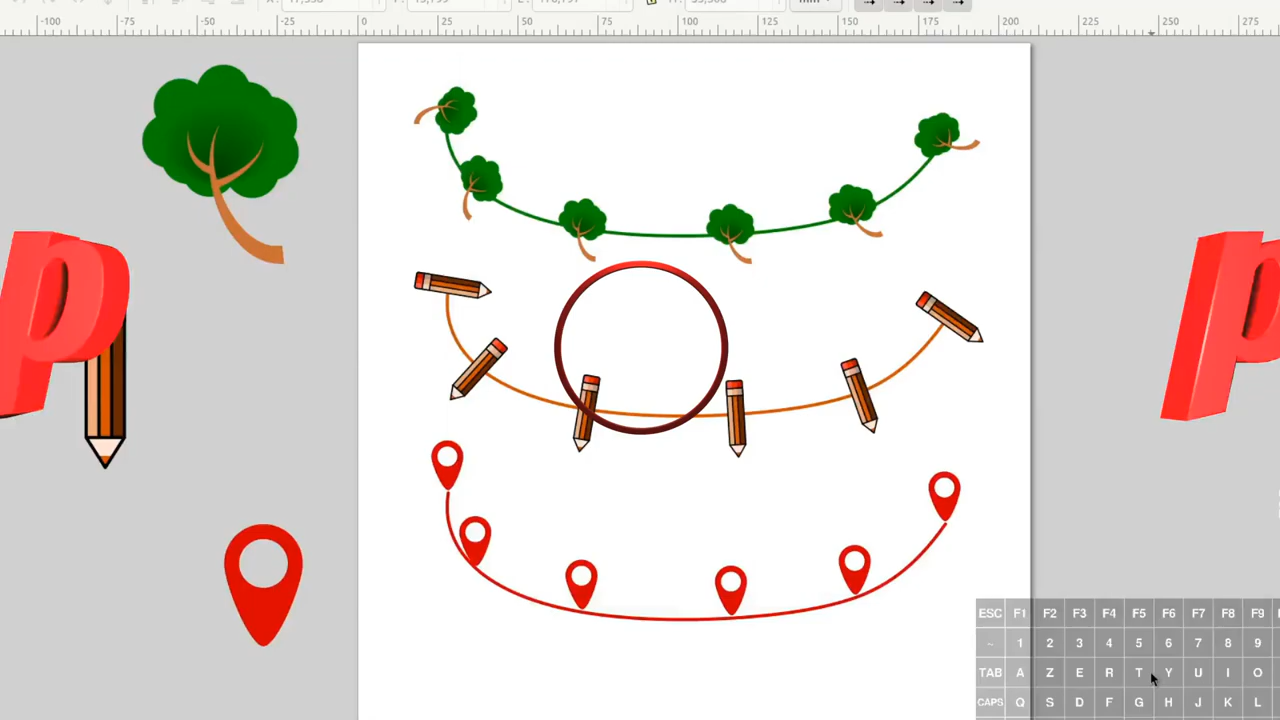 -100 -75 -50 -25 0 25 50 75 100 125 150 175 200 225 250 275
p p
ESC F1 F2 F3 F4 F5 F6 F7 F8 F9
~ 1 2 3 4 5 6 7 8 9
TAB A Z E R T Y U I O
CAPS Q S D F G H J K L